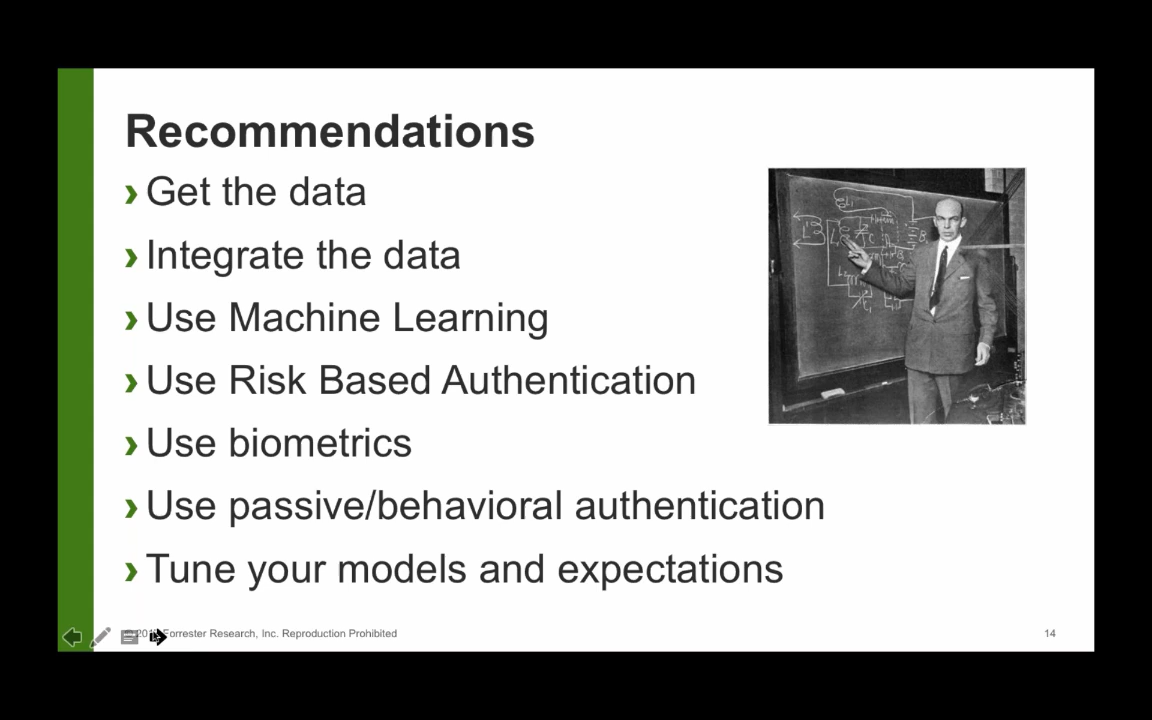 Recommendations
› Get the data
› Integrate the data
› Use Machine Learning
› Use Risk Based Authentication
› Use biometrics
› Use passive/behavioral authentication
› Tune your models and expectations
Forrester Research, Inc. Reproduction Prohibited
14